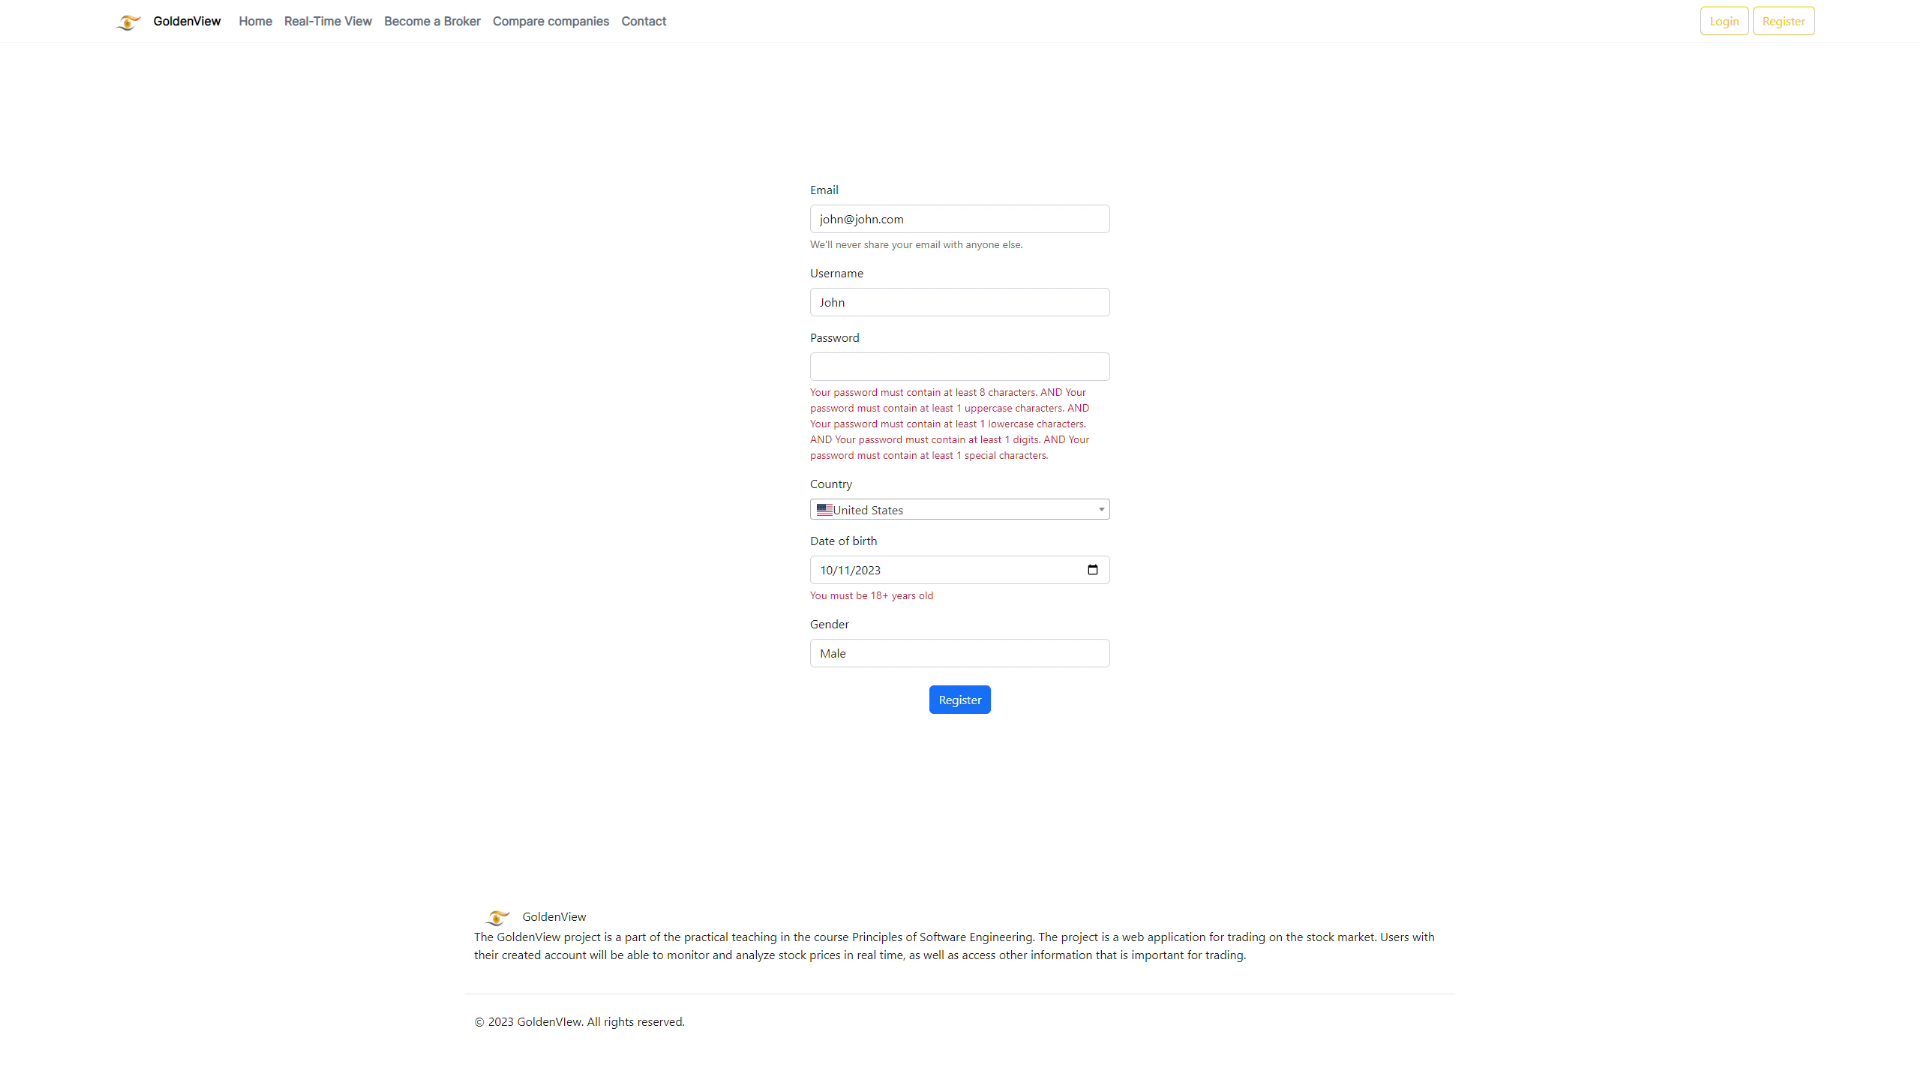 GoldenView Home Real-Time View Become a Broker Compare companies Contact Login Register
Email
john@john.com
We'll never share your email with anyone else.
Username
John
Password
Your password must contain at least 8 characters. AND Your
password must contain at least 1 uppercase characters. AND
Your password must contain at least 1 lowercase characters.
AND Your password must contain at least 1 digits. AND Your
password must contain at least 1 special characters.
Country
United States
Date of birth
10/11/2023
You must be 18+ years old
Gender
Male
Register
GoldenView
The GoldenView project is a part of the practical teaching in the course Principles of Software Engineering. The project is a web application for trading on the stock market. Users with
their created account will be able to monitor and analyze stock prices in real time, as well as access other information that is important for trading.
© 2023 GoldenVIew. All rights reserved.